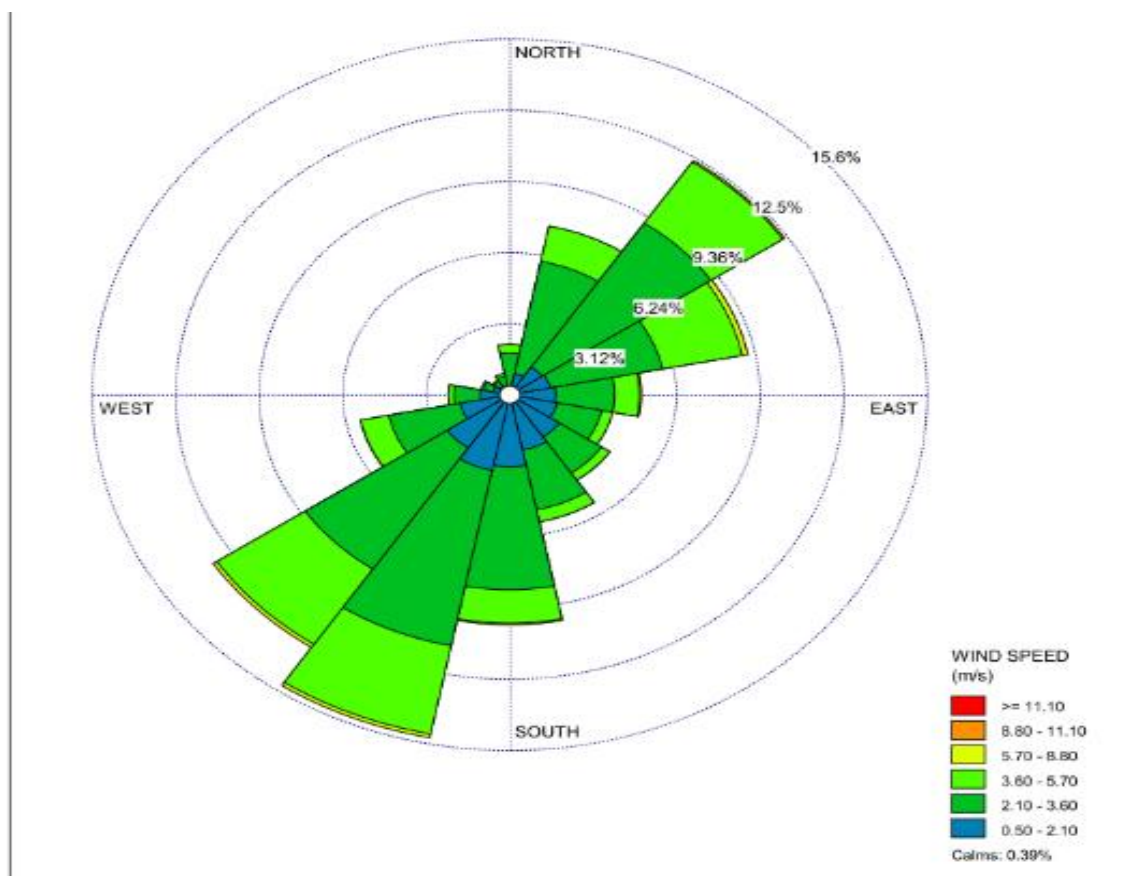 NORTH
15.6%
12.5%
9.36%
6.24%
3.12%
WEST
EAST
SOUTH
WIND SPEED
(m/s)
>= 11.10
8.80 - 11.10
5.70 - 8.80
3.60 - 5.70
2.10 - 3.60
0.50 - 2.10
Calms: 0.39%